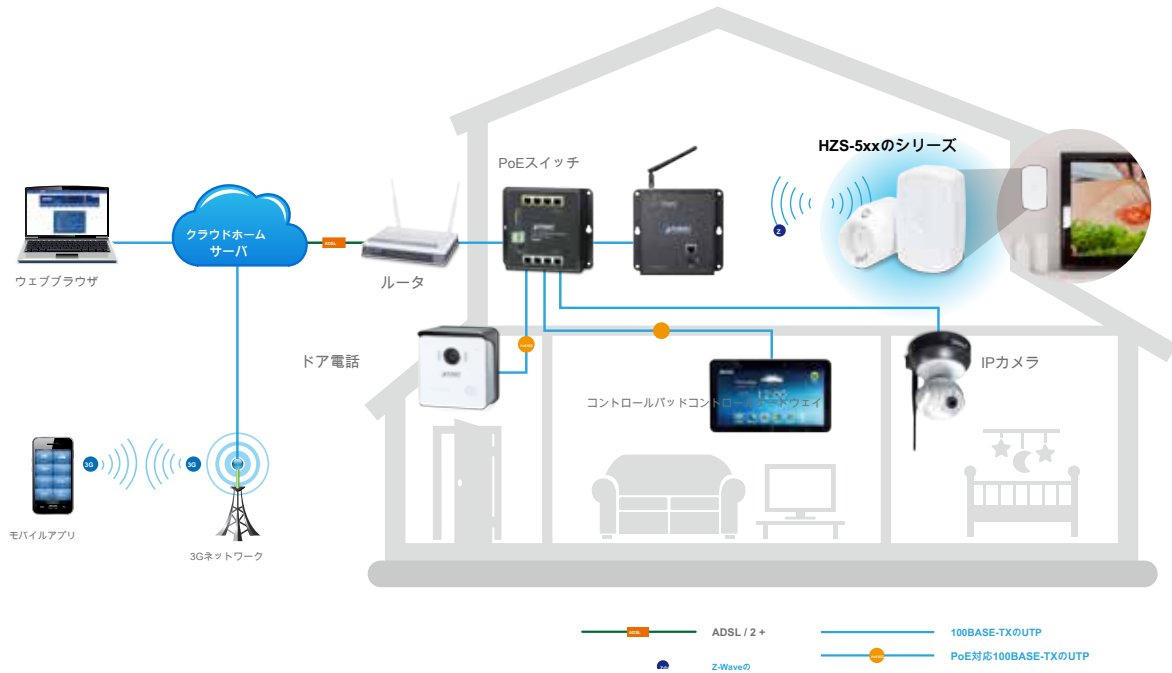 HZS-5xxのシリーズ
PoEスイッチ
クラウドホーム
サーバ
ADSL
Z
ウェブブラウザ
ルータ
ドア電話
IPカメラ
コントロールパッドコントロールゲートウェイ
3G
3G
モバイルアプリ
3Gネットワーク
ADSL
ADSL / 2 +
100BASE-TXのUTP
PoE対応100BASE-TXのUTP
Z-Waveの